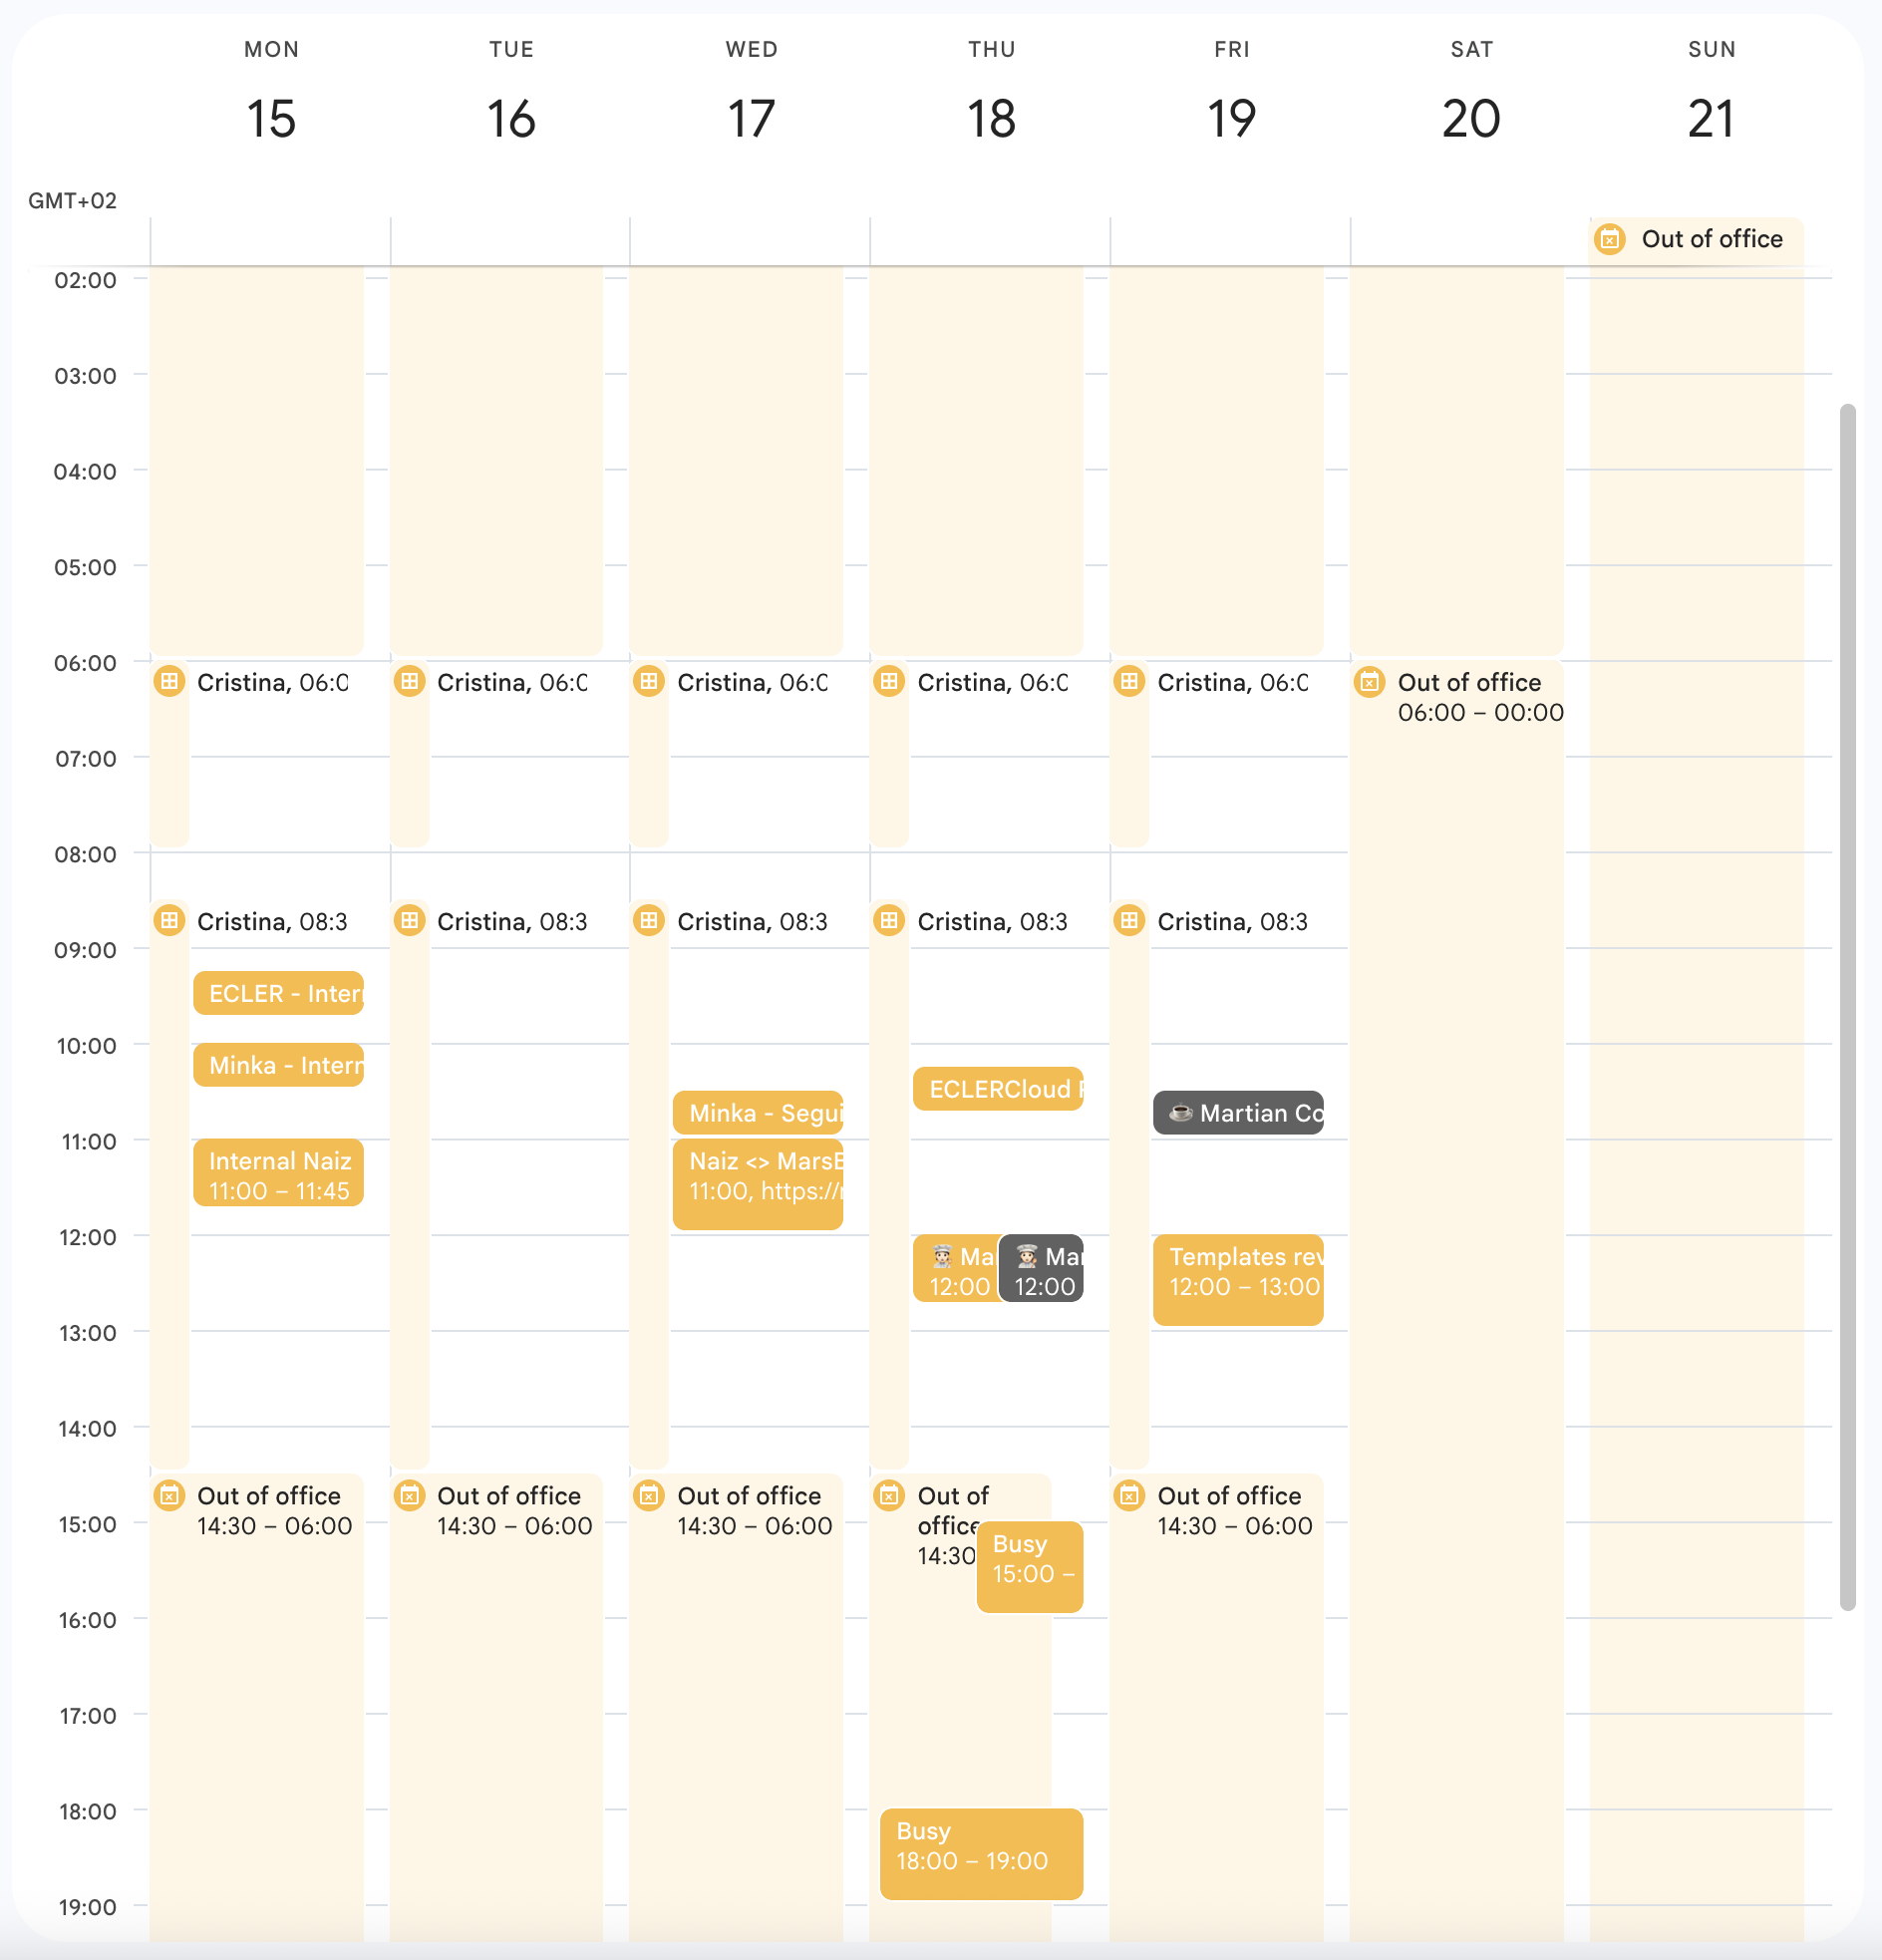 MON TUE WED THU FRI SAT SUN
15 16 17 18 19 20 21
GMT+02
Out of office
02:00
03:00
04:00
05:00
06:00
Cristina, 06:0
Cristina, 06:0
Cristina, 06:0
Cristina, 06:0
Cristina, 06:0
Out of office
06:00 – 00:00
07:00
08:00
Cristina, 08:3
Cristina, 08:3
Cristina, 08:3
Cristina, 08:3
Cristina, 08:3
09:00
ECLER - Inter
10:00
Minka - Intern
ECLERCloud
Minka - Segui
☕ Martian Co
11:00
Internal Naiz
11:00 – 11:45
Naiz <> Mars
11:00, https://
12:00
Ma
12:00
Mar
12:00
Templates rev
12:00 – 13:00
13:00
14:00
Out of office
14:30 – 06:00
Out of office
14:30 – 06:00
Out of office
14:30 – 06:00
Out of
office
14:30
Out of office
14:30 – 06:00
15:00
Busy
15:00 –
16:00
17:00
18:00
Busy
18:00 – 19:00
19:00